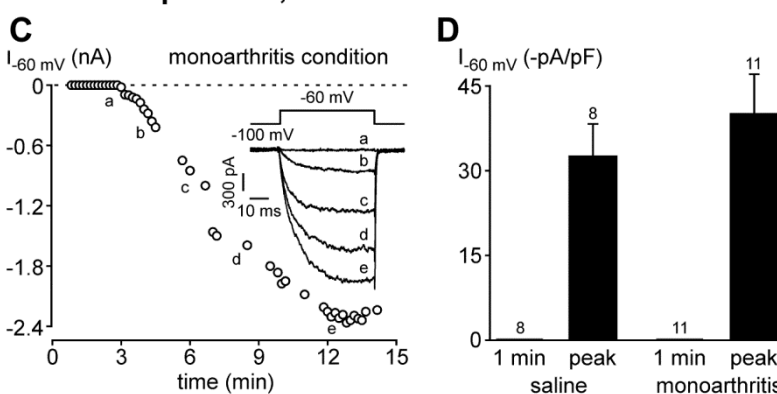 C
I-60 mV (nA)
monoarthritis condition
0
-0.6
-1.2
-1.8
-2.4
a
b
c
d
e
-60 mV
-100 mV
300 pA
10 ms
a
b
c
d
e
0
3
6
9
12
15
time (min)
D
I-60 mV (-pA/pF)
45
30
15
0
8
8
11
11
1 min peak 1 min peak
saline monoarthritis